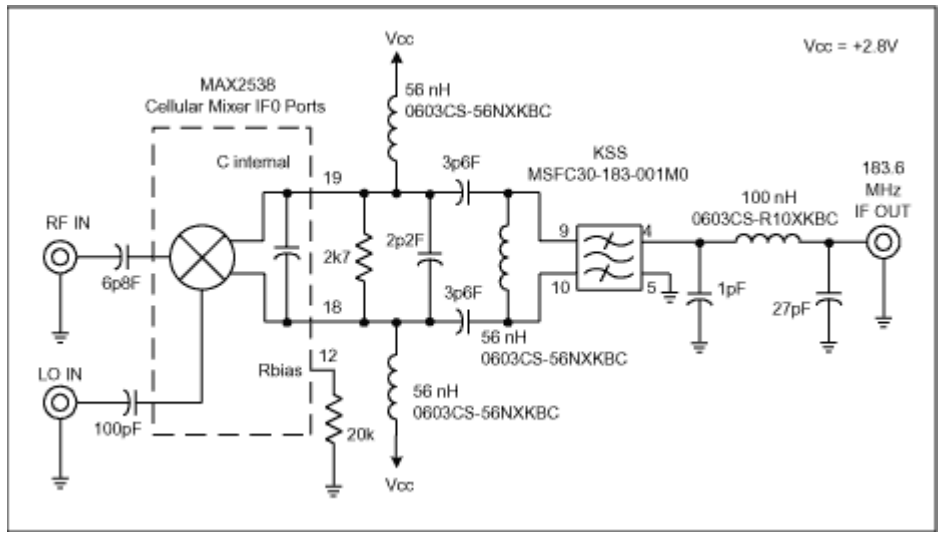 Vcc
Vcc = +2.8V
MAX2538
Cellular Mixer IF0 Ports
56 nH
0603CS-56NXKBC
C internal
19
3p6F
KSS
MSFC30-183-001M0
183.6
MHz
IF OUT
100 nH
0603CS-R10XKBC
RF IN
6p8F
2k7
2p2F
9
4
10
5
1pF
27pF
3p6F
18
56 nH
0603CS-56NXKBC
12
Rbias
LO IN
100pF
20k
56 nH
0603CS-56NXKBC
Vcc